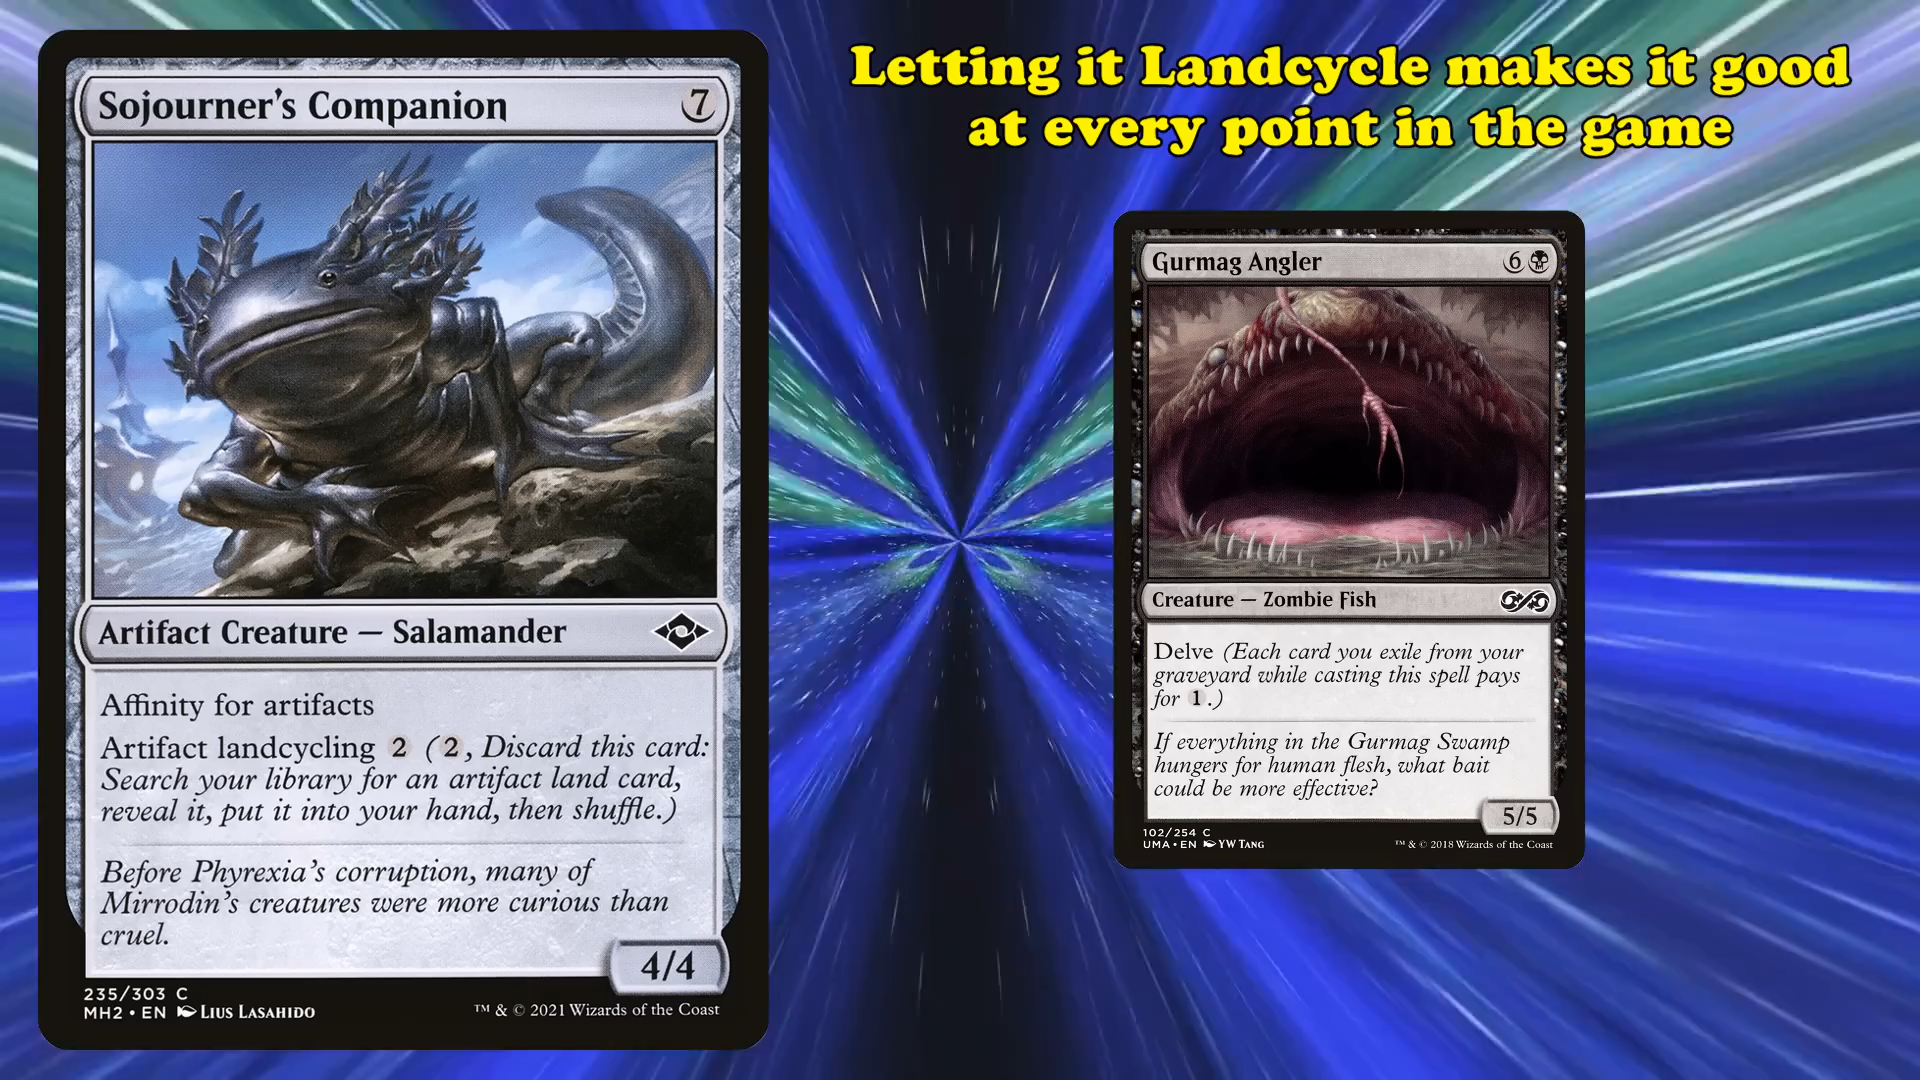 Letting it Landcycle makes it good
at every point in the game
Sojourner's Companion 7
Artifact Creature — Salamander
Affinity for artifacts
Artifact landcycling 2 (2, Discard this card:
Search your library for an artifact land card,
reveal it, put it into your hand, then shuffle.)
Before Phyrexia's corruption, many of
Mirrodin's creatures were more curious than
cruel.
4/4
235/303 C
MH2 • EN Lius Lasahido
™ & © 2021 Wizards of the Coast
Gurmag Angler 6
Creature — Zombie Fish
Delve (Each card you exile from your
graveyard while casting this spell pays
for 1.)
If everything in the Gurmag Swamp
hungers for human flesh, what bait
could be more effective?
5/5
102/254 C
UMA • EN YW Tang
™ & © 2018 Wizards of the Coast